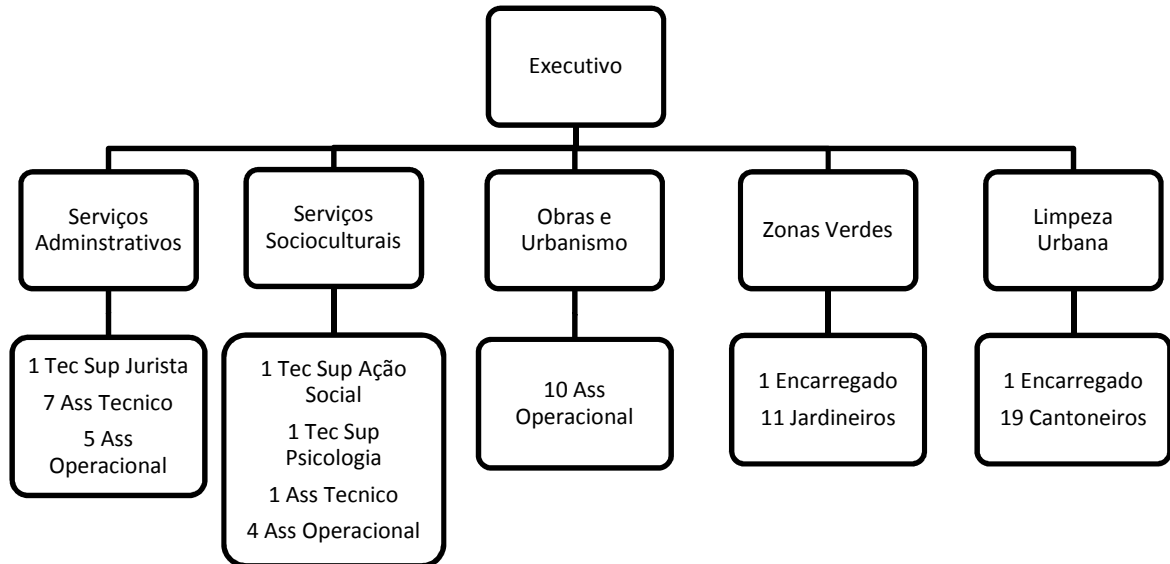 Executivo
Serviços
Adminstrativos
Serviços
Socioculturais
Obras e
Urbanismo
Zonas Verdes
Limpeza
Urbana
1 Tec Sup Jurista
7 Ass Tecnico
5 Ass
Operacional
1 Tec Sup Ação
Social
1 Tec Sup
Psicologia
1 Ass Tecnico
4 Ass Operacional
10 Ass
Operacional
1 Encarregado
11 Jardineiros
1 Encarregado
19 Cantoneiros